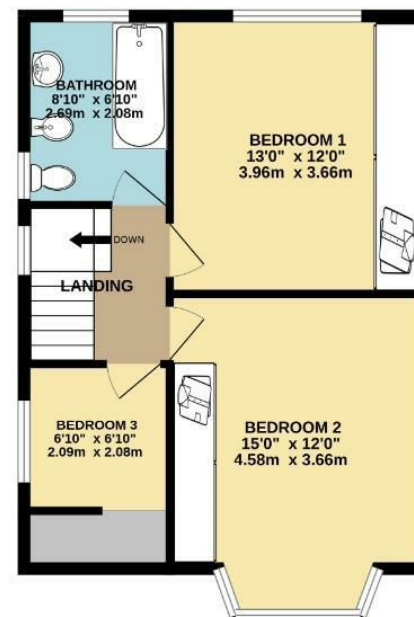 BATHROOM
8'10" x 6'10"
2.69m x 2.08m
BEDROOM 1
13'0" x 12'0"
3.96m x 3.66m
DOWN
LANDING
BEDROOM 3
6'10" x 6'10"
2.09m x 2.08m
BEDROOM 2
15'0" x 12'0"
4.58m x 3.66m